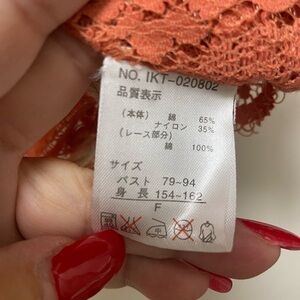 NO. IKT-020802
品質表示
(本体) 綿 65%
ナイロン 35%
(レース部分)
綿 100%
サイズ
バスト 79~94
身長 154~162
F